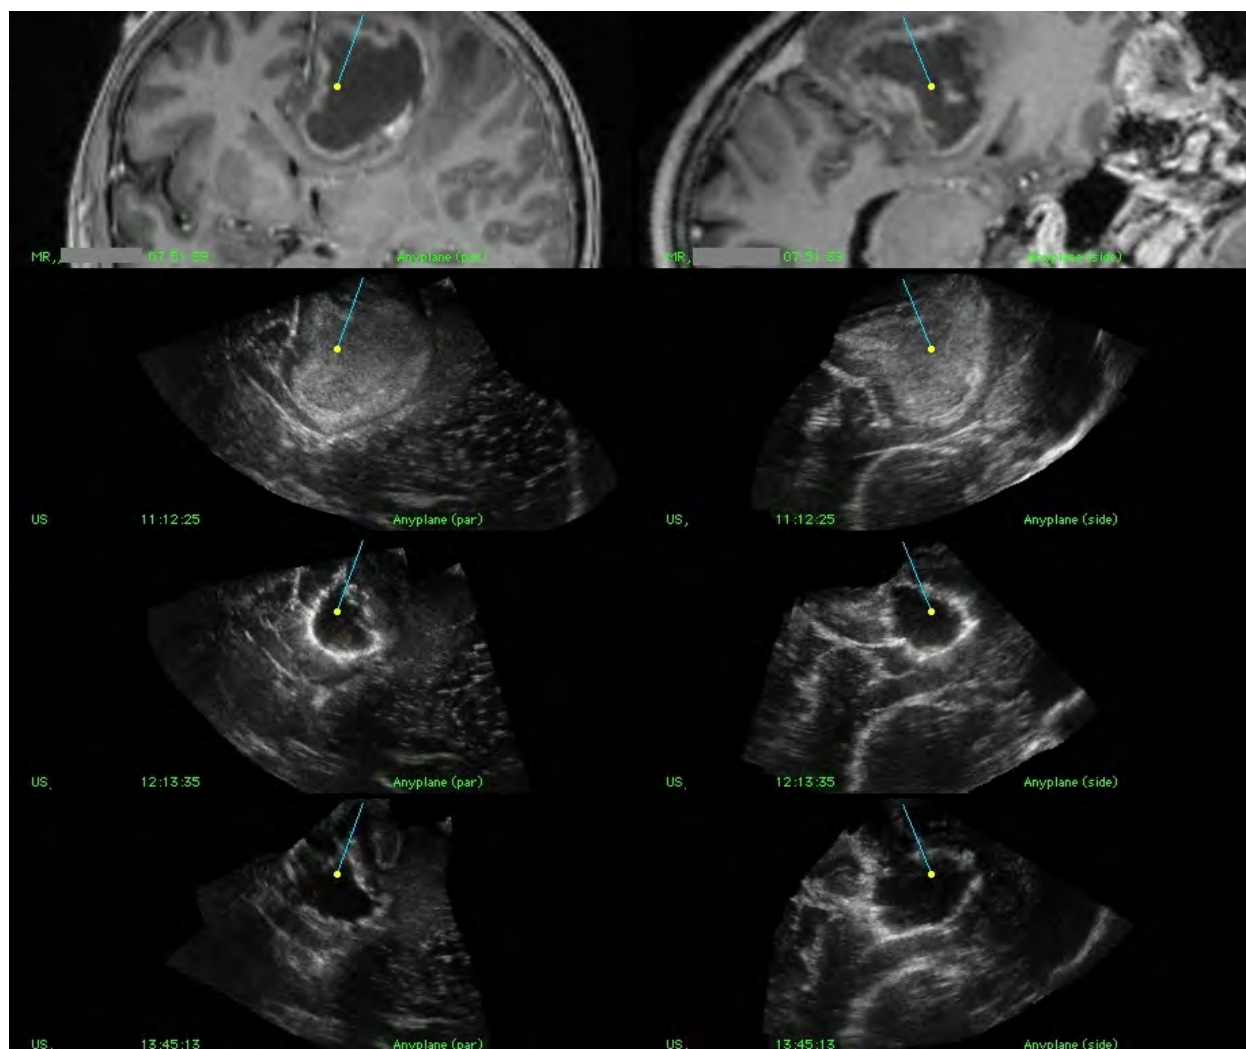 MR,, 07:51:39 Anyplane (par)
MR, 07:51:39 Anyplane (side)
US 11:12:25 Anyplane (par)
US, 11:12:25 Anyplane (side)
US, 12:13:35 Anyplane (par)
US, 12:13:35 Anyplane (side)
US, 13:45:13 Anyplane (par)
US, 13:45:13 Anyplane (side)